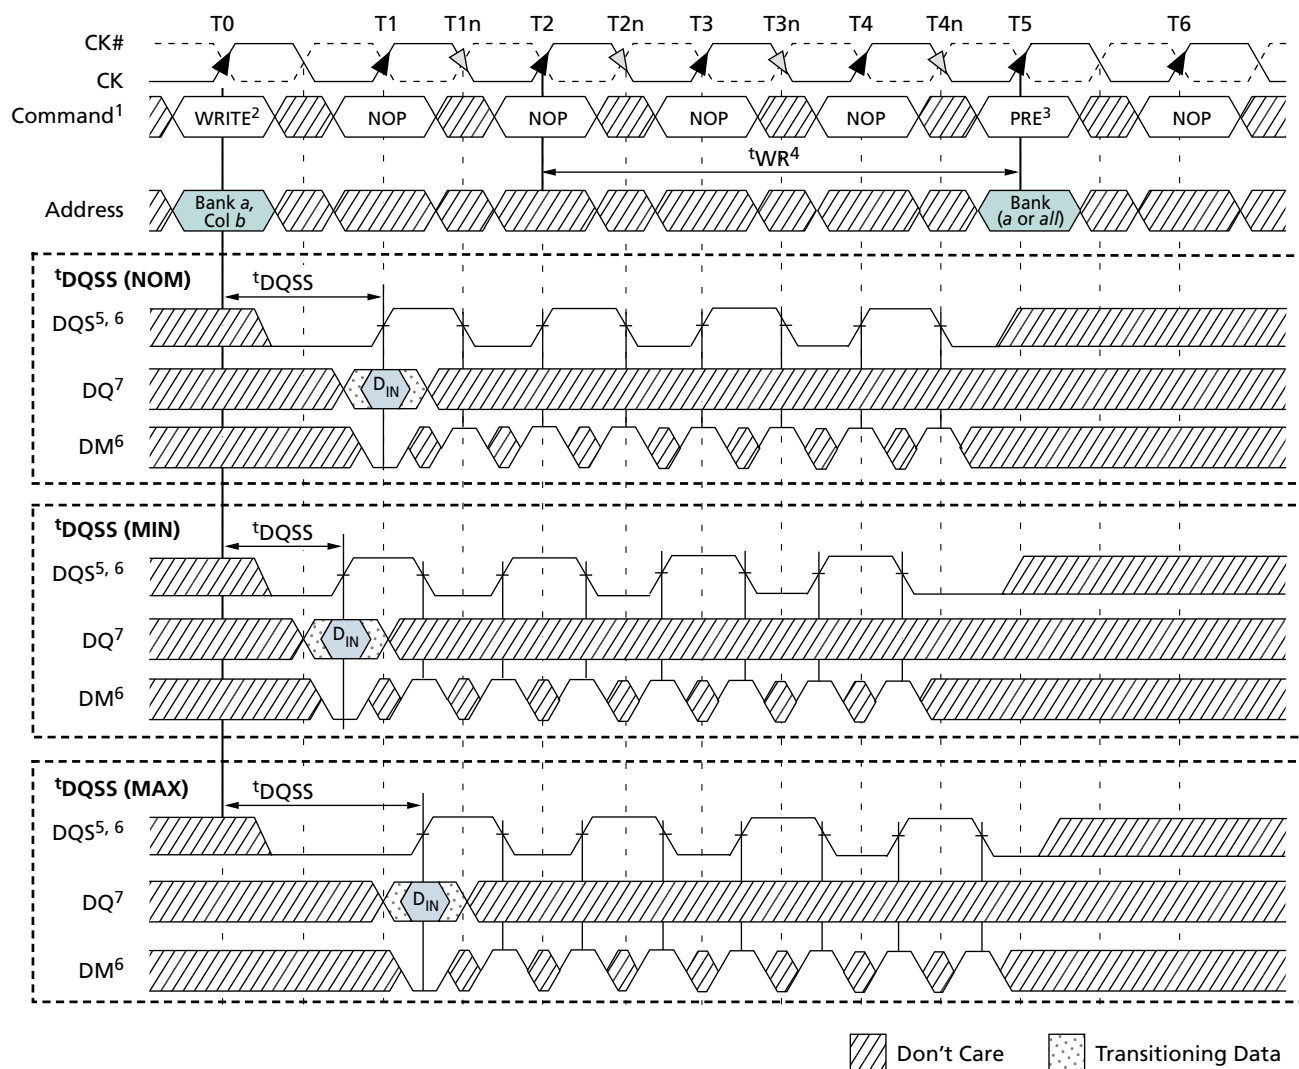 T0 T1 T1n T2 T2n T3 T3n T4 T4n T5 T6
CK#
CK
Command1 WRITE2 NOP NOP NOP NOP PRE3 NOP
tWR4
Address Bank a, Col b Bank (a or all)
tDQSS (NOM)
tDQSS
DQS5, 6
DQ7 DIN
DM6
tDQSS (MIN)
tDQSS
DQS5, 6
DQ7 DIN
DM6
tDQSS (MAX)
tDQSS
DQS5, 6
DQ7 DIN
DM6
Don't Care Transitioning Data